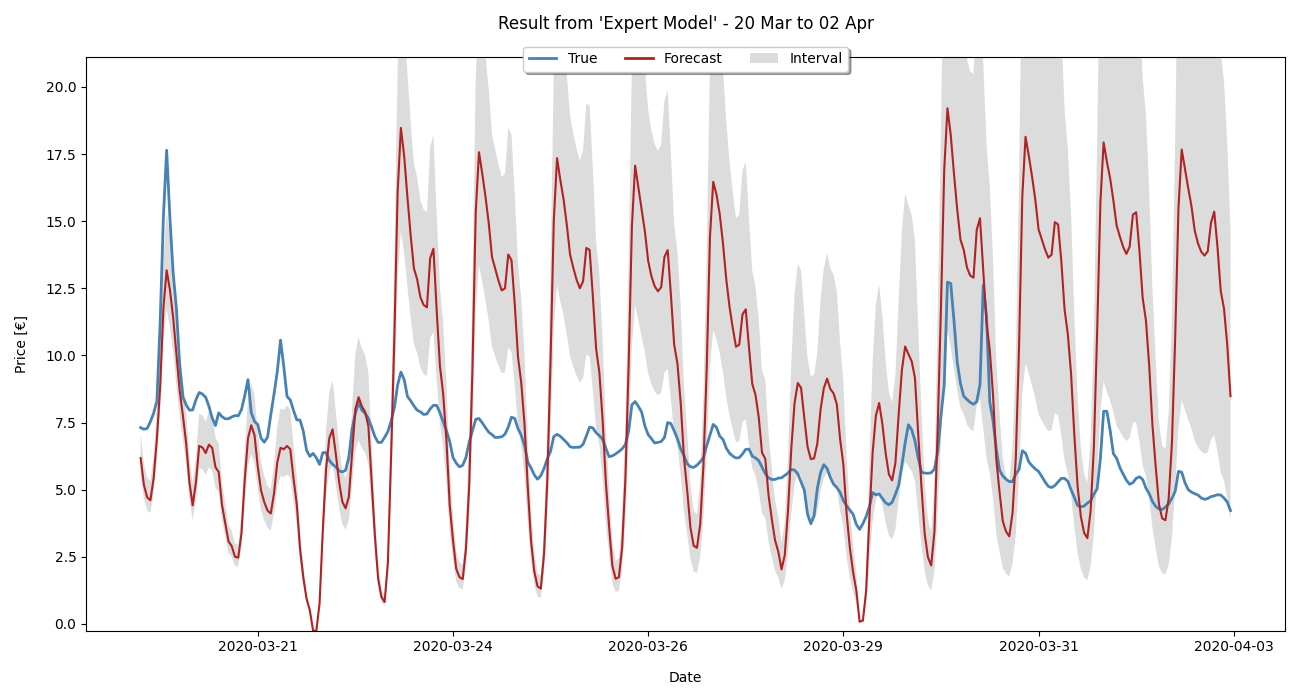 Result from 'Expert Model' - 20 Mar to 02 Apr
True Forecast Interval
20.0
17.5
15.0
12.5
10.0
7.5
5.0
2.5
0.0
Price [€]
2020-03-21 2020-03-24 2020-03-26 2020-03-29 2020-03-31 2020-04-03
Date